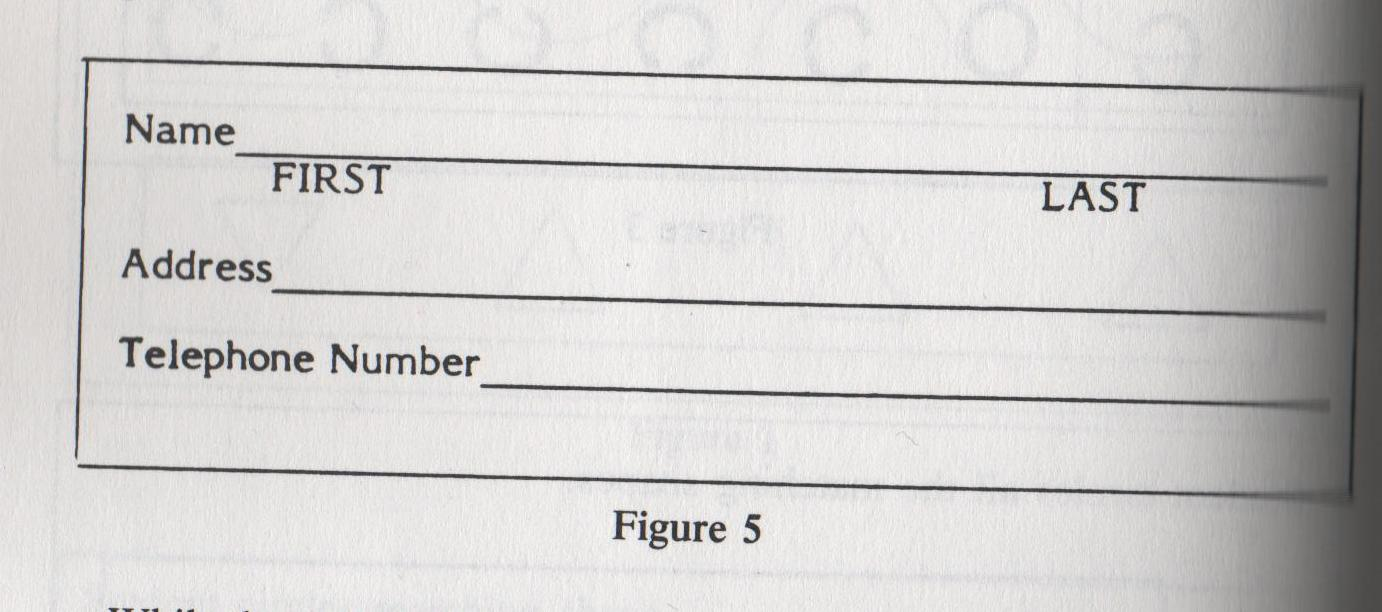 Name
FIRST LAST
Address
Telephone Number
Figure 5